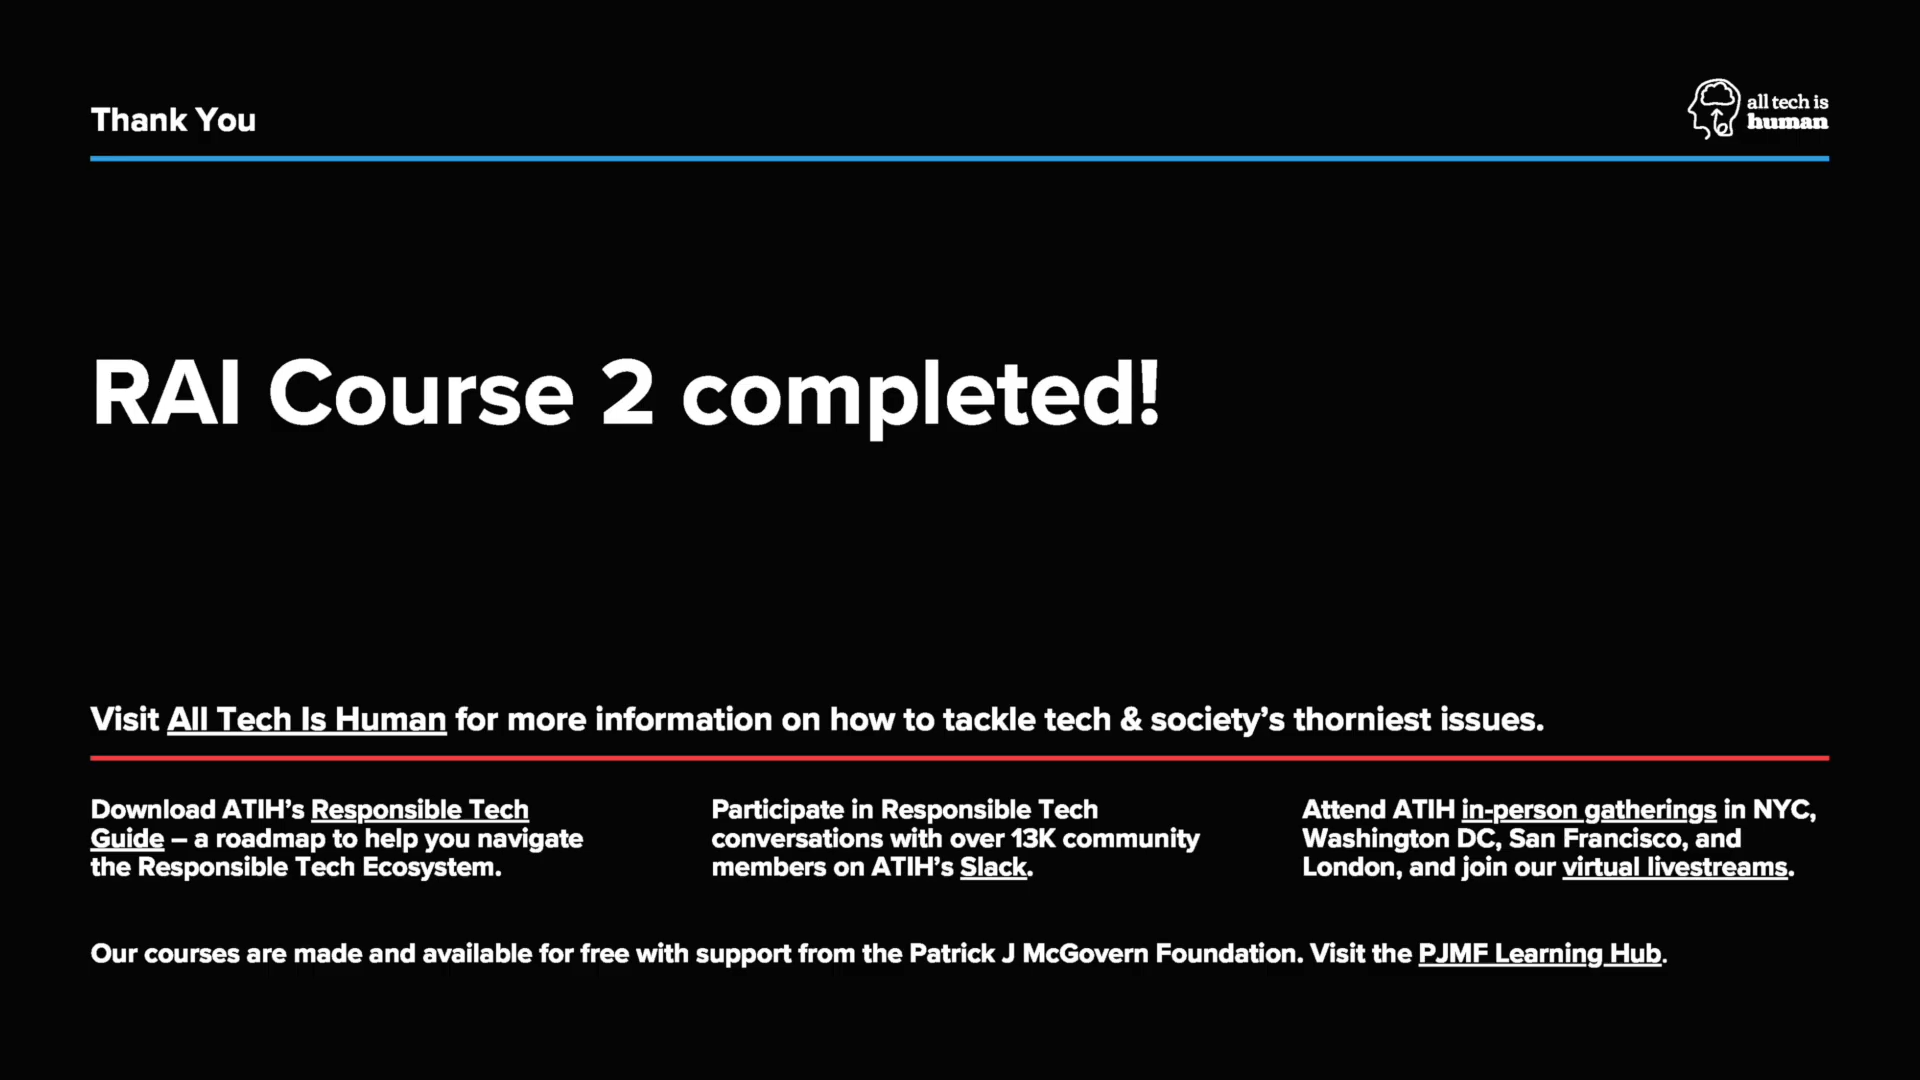 Thank You
all tech is
human
RAI Course 2 completed!
Visit All Tech Is Human for more information on how to tackle tech & society’s thorniest issues.
Download ATIH’s Responsible Tech
Guide – a roadmap to help you navigate
the Responsible Tech Ecosystem.
Participate in Responsible Tech
conversations with over 13K community
members on ATIH’s Slack.
Attend ATIH in-person gatherings in NYC,
Washington DC, San Francisco, and
London, and join our virtual livestreams.
Our courses are made and available for free with support from the Patrick J McGovern Foundation. Visit the PJMF Learning Hub.